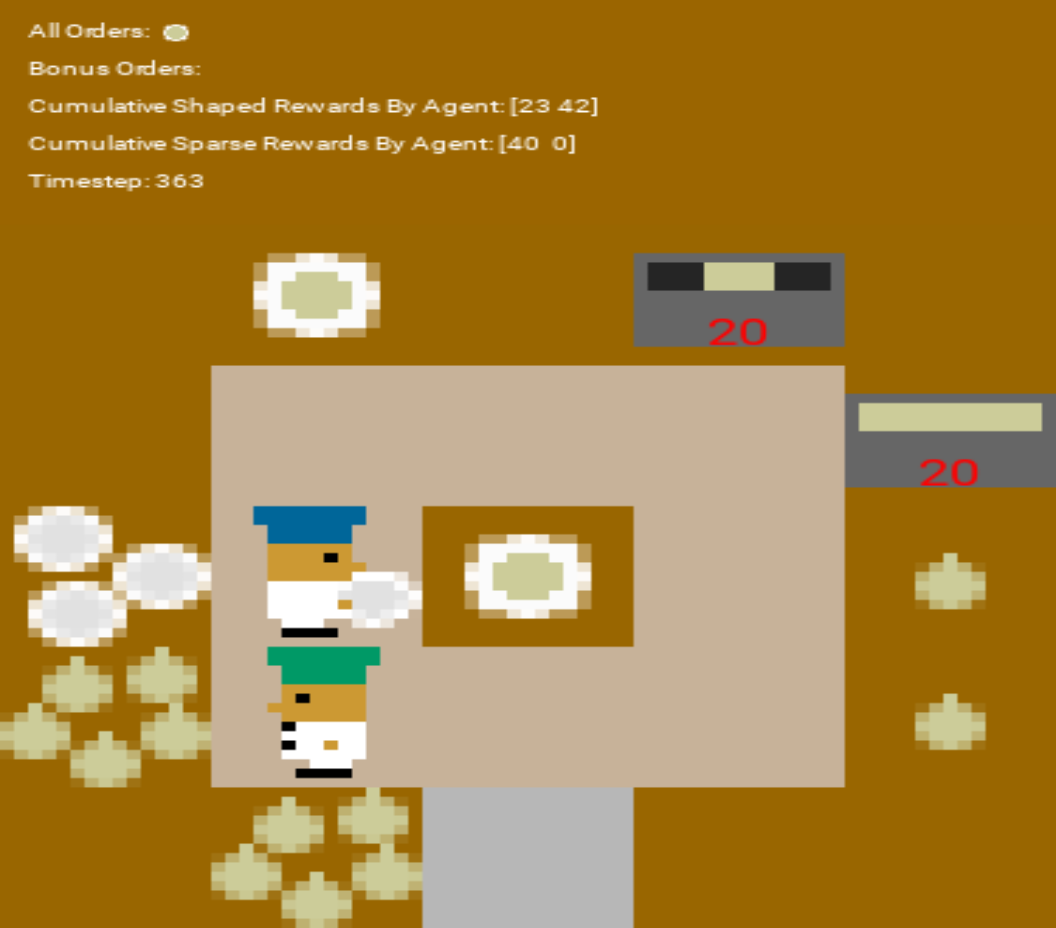 All Orders:
Bonus Orders:
Cumulative Shaped Rewards By Agent: [23 42]
Cumulative Sparse Rewards By Agent: [40  0]
Timestep: 363
20
20